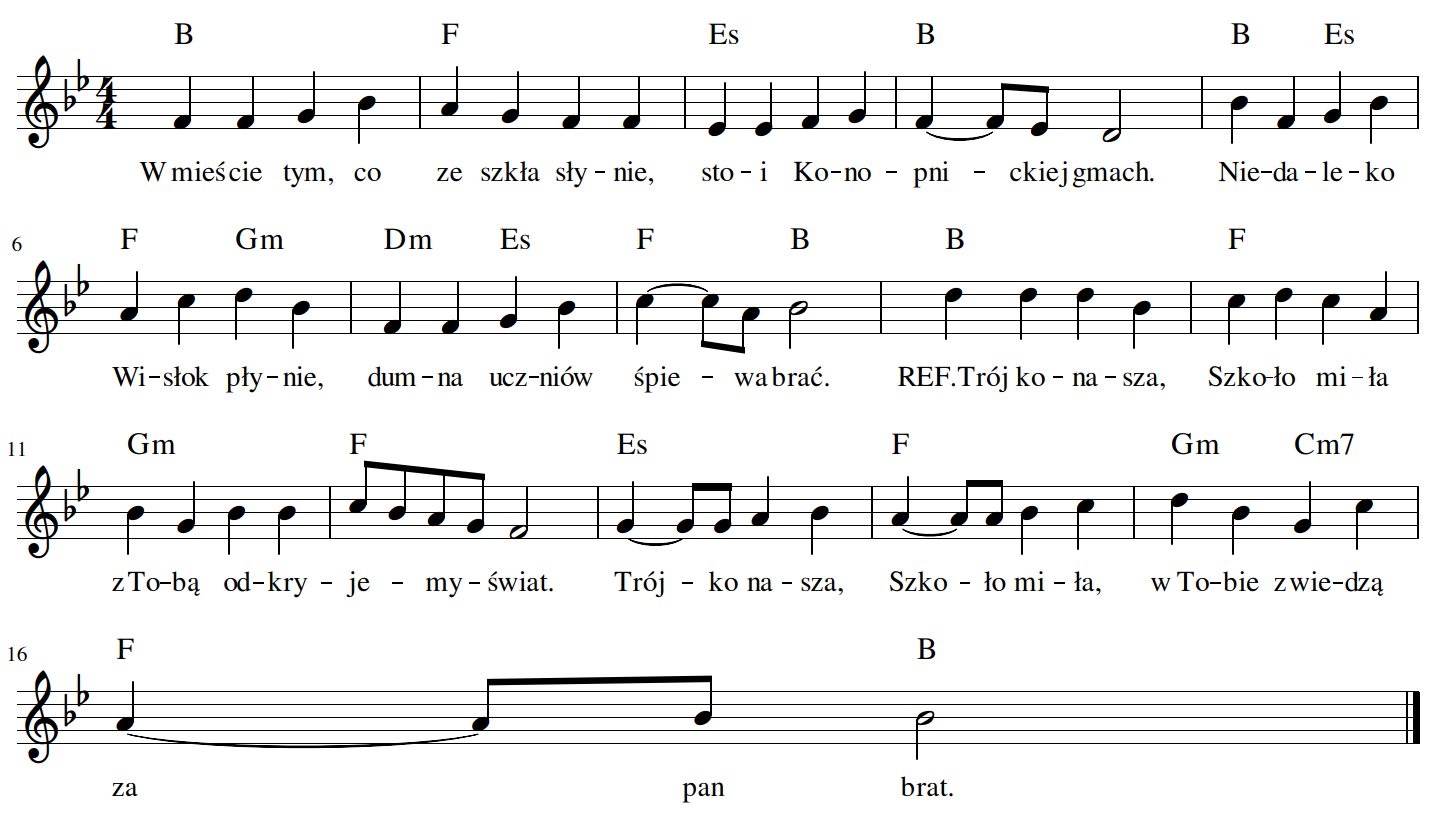 B F Es B B Es
4
4
W mieście tym, co ze szkła sły – nie, sto – i Ko – no – pni – ckiej gmach. Nie – da – le – ko
6 F Gm Dm Es F B B F
Wi – słok pły – nie, dum – na ucz – niów śpie – wa brać. REF.Trój ko – na – sza, Szko – ło mi – ła
11 Gm F Es F Gm Cm7
z To – bą od – kry – je – my – świat. Trój – ko na – sza, Szko – ło mi – ła, w To – bie zwie – dzą
16 F B
za pan brat.